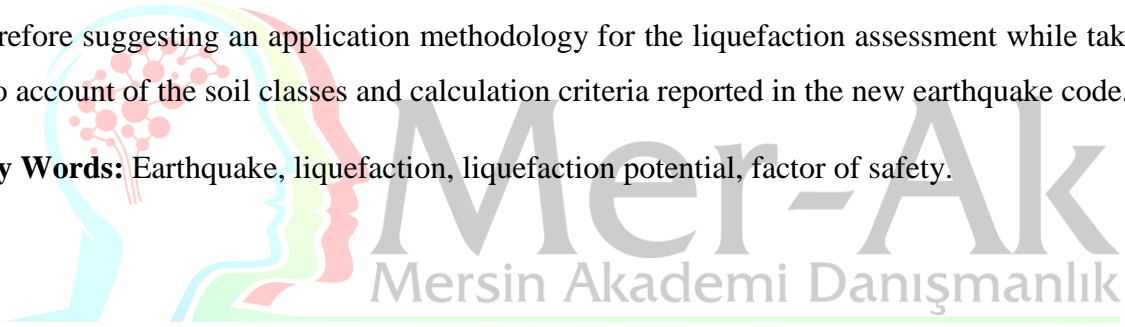 refore suggesting an application methodology for the liquefaction assessment while tak
o account of the soil classes and calculation criteria reported in the new earthquake code.
y Words: Earthquake, liquefaction, liquefaction potential, factor of safety.
Mer-Ak
Mersin Akademi Danışmanlık